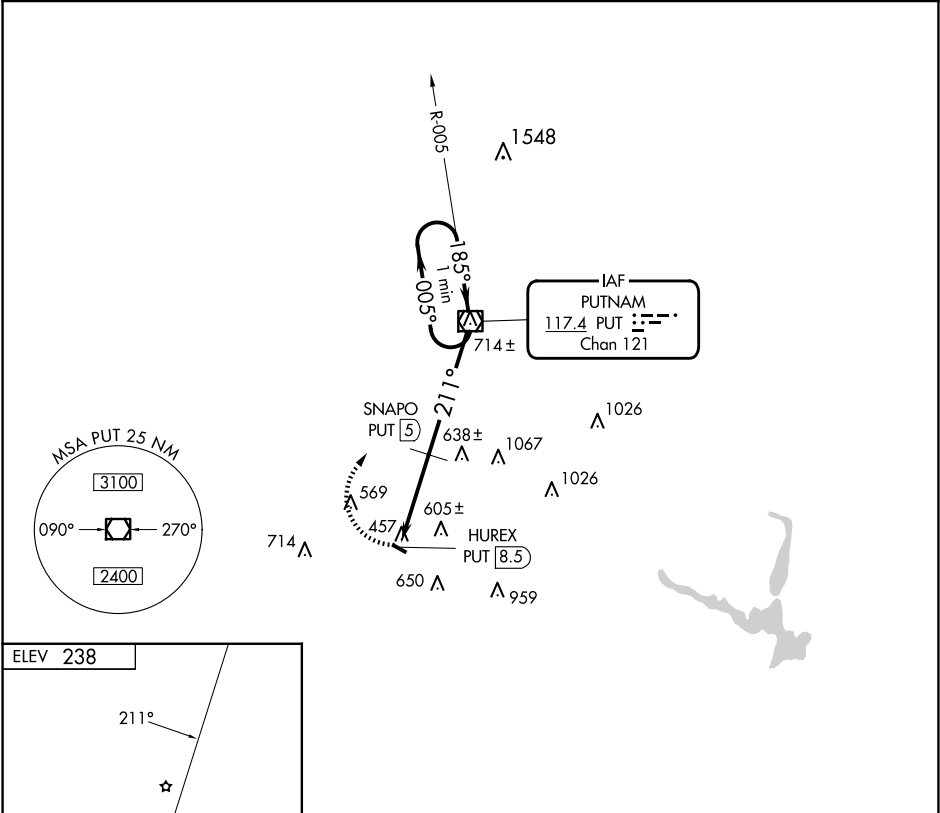 R-005
1548
185°
1 min
005°
IAF
PUTNAM
117.4 PUT
Chan 121
714±
211°
SNAPO
PUT 5
638±
1067
1026
1026
MSA PUT 25 NM
3100
090°
270°
2400
569
605±
457
HUREX
PUT 8.5
714
650
959
ELEV 238
211°